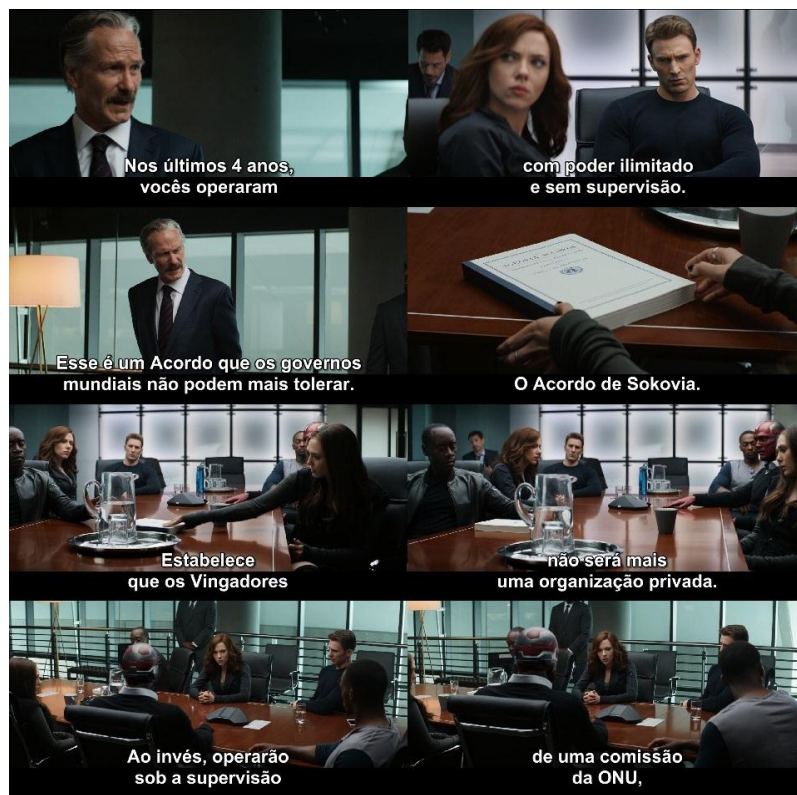 Nos últimos 4 anos,
vocês operaram
com poder ilimitado
e sem supervisão.
Esse é um Acordo que os governos
mundiais não podem mais tolerar.
O Acordo de Sokovia.
Estabelece
que os Vingadores
não será mais
uma organização privada.
Ao invés, operarão
sob a supervisão
de uma comissão
da ONU,